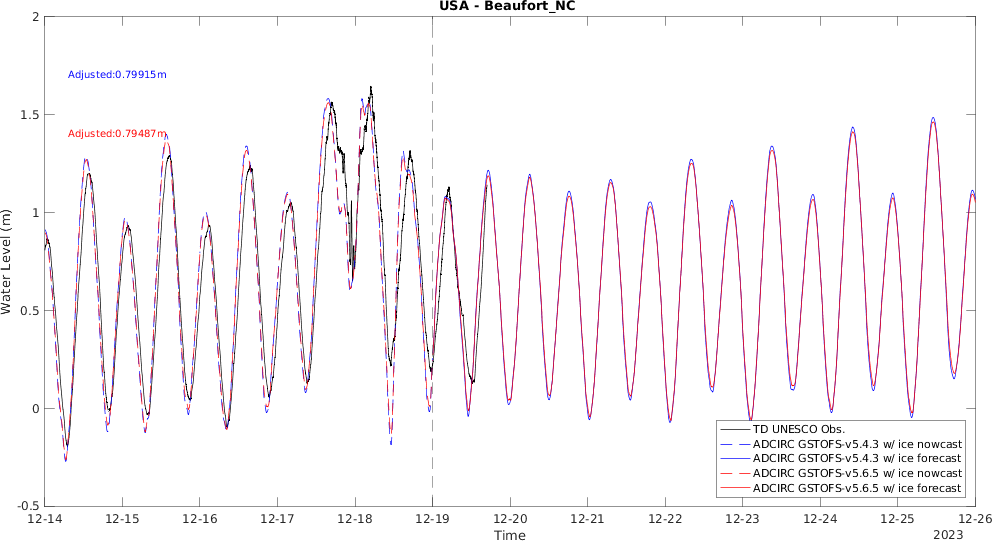 USA - Beaufort_NC
2
Adjusted:0.79915m
1.5
Adjusted:0.79487m
1
Water Level (m)
0.5
0
-0.5
TD UNESCO Obs.
ADCIRC GSTOFS-v5.4.3 w/ ice nowcast
ADCIRC GSTOFS-v5.4.3 w/ ice forecast
ADCIRC GSTOFS-v5.6.5 w/ ice nowcast
ADCIRC GSTOFS-v5.6.5 w/ ice forecast
12-14 12-15 12-16 12-17 12-18 12-19 12-20 12-21 12-22 12-23 12-24 12-25 12-26
Time
2023